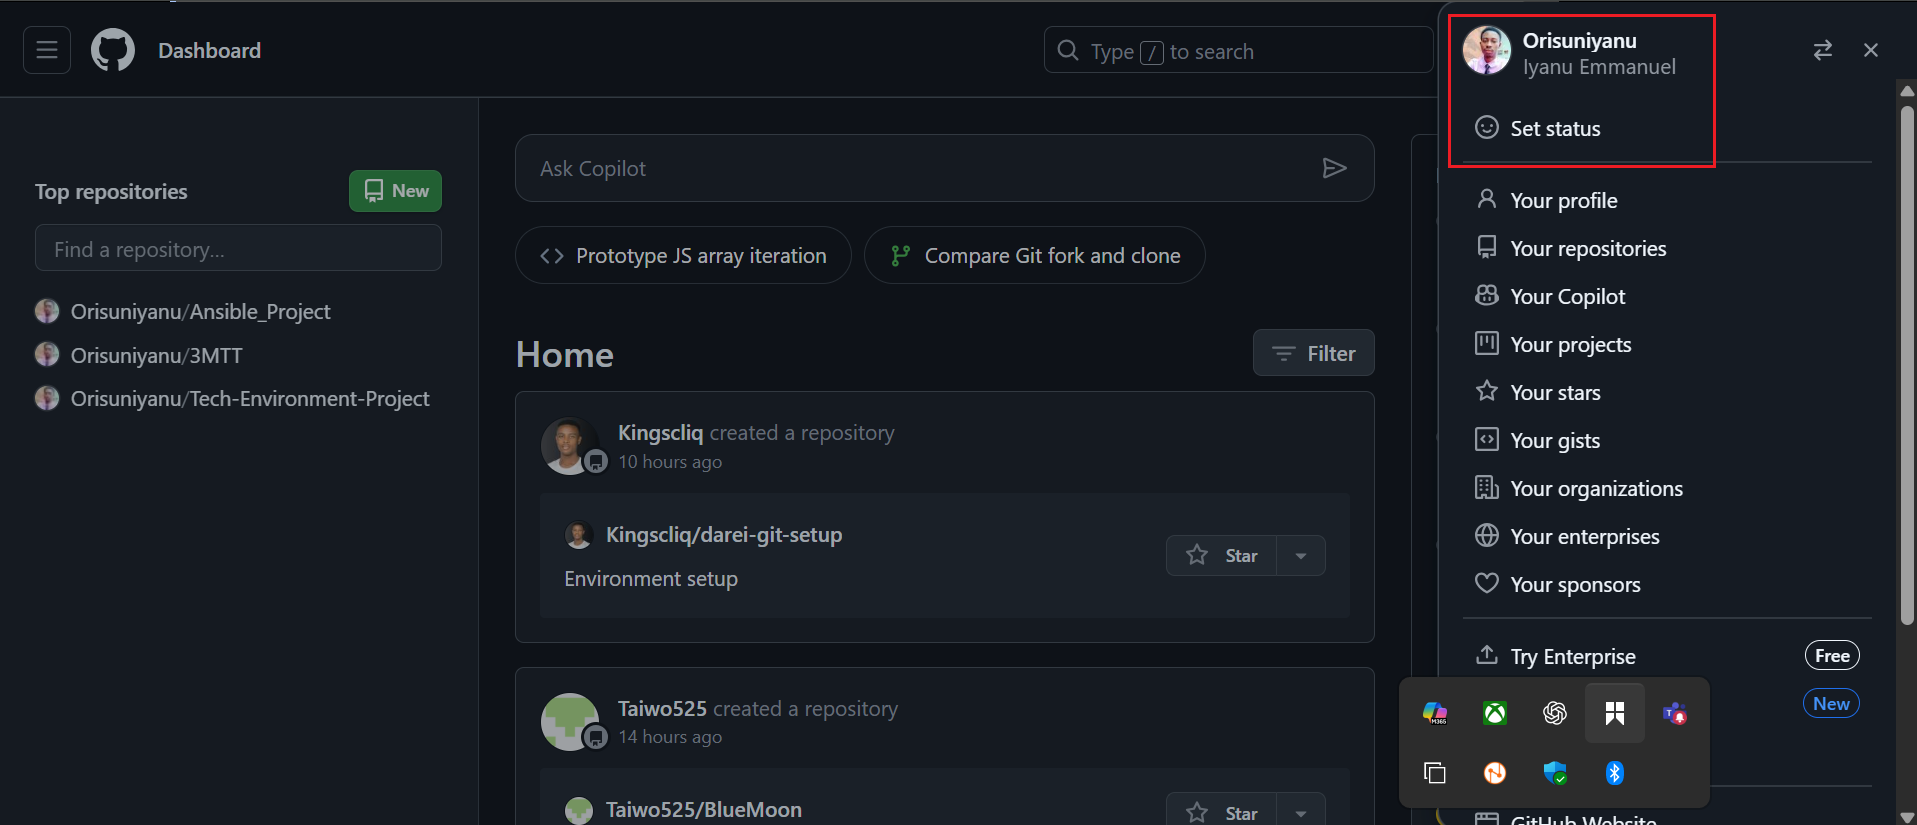 Dashboard
Type / to search
Orisuniyanu
Iyanu Emmanuel
Set status
Top repositories
New
Find a repository...
Orisuniyanu/Ansible_Project
Orisuniyanu/3MTT
Orisuniyanu/Tech-Environment-Project
Ask Copilot
Prototype JS array iteration
Compare Git fork and clone
Home
Filter
Kingscliq created a repository
10 hours ago
Kingscliq/darei-git-setup
Environment setup
Star
Taiwo525 created a repository
14 hours ago
Taiwo525/BlueMoon
Star
Your profile
Your repositories
Your Copilot
Your projects
Your stars
Your gists
Your organizations
Your enterprises
Your sponsors
Try Enterprise
Free
New
M365
GitHub Website